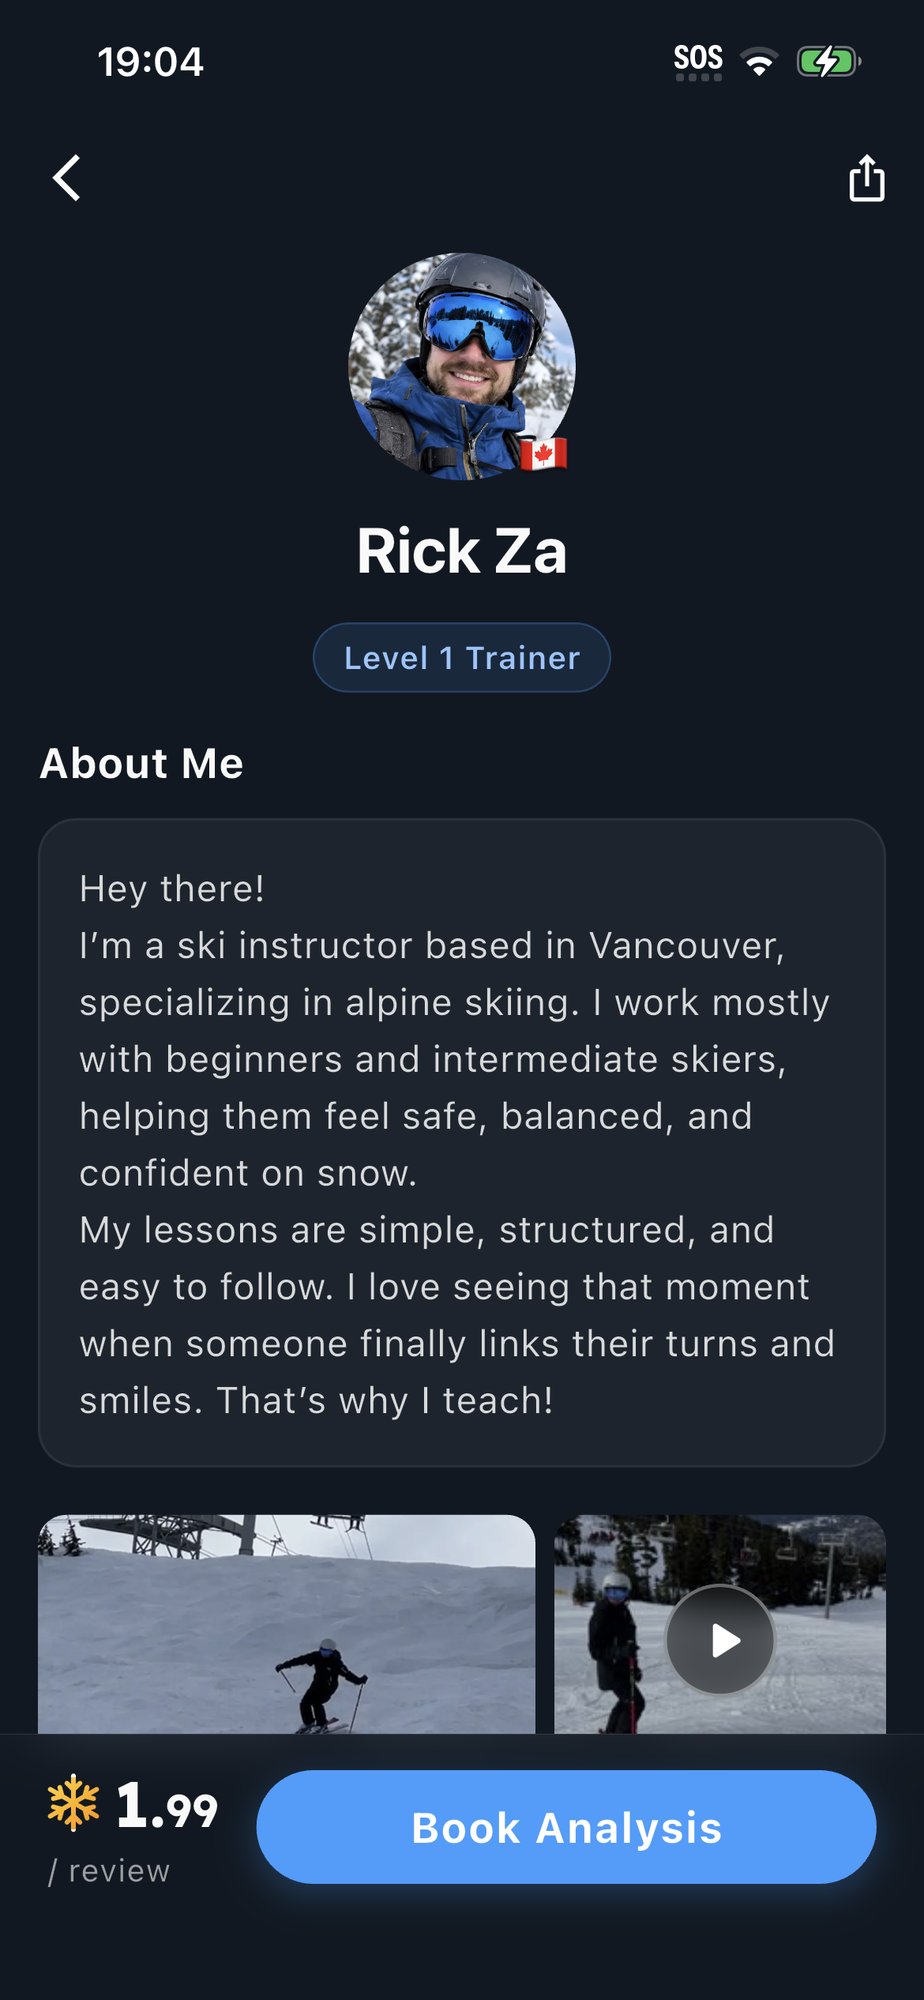 19:04
SOS
Rick Za
Level 1 Trainer
About Me
Hey there!
I’m a ski instructor based in Vancouver,
specializing in alpine skiing. I work mostly
with beginners and intermediate skiers,
helping them feel safe, balanced, and
confident on snow.
My lessons are simple, structured, and
easy to follow. I love seeing that moment
when someone finally links their turns and
smiles. That’s why I teach!
1.99
/ review
Book Analysis